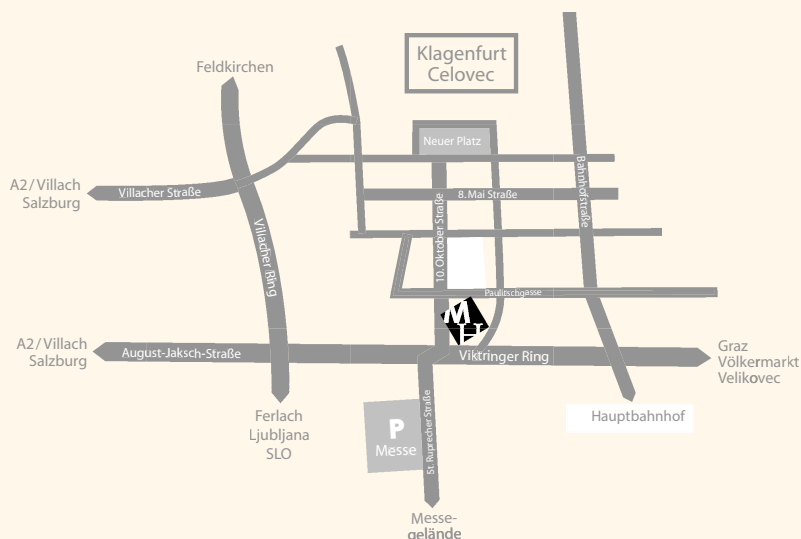 Klagenfurt
Celovec
Feldkirchen
Neuer Platz
A2/Villach
Salzburg
Villacher Straße
8. Mai Straße
Bahnhofstraße
10. Oktober Straße
Villacher Ring
Paulitschgasse
M
H
A2/Villach
Salzburg
August-Jaksch-Straße
Viktringer Ring
Graz
Völkermarkt
Velikovec
Ferlach
Ljubljana
SLO
P
Messe
St. Ruprecher Straße
Hauptbahnhof
Messe-
gelände